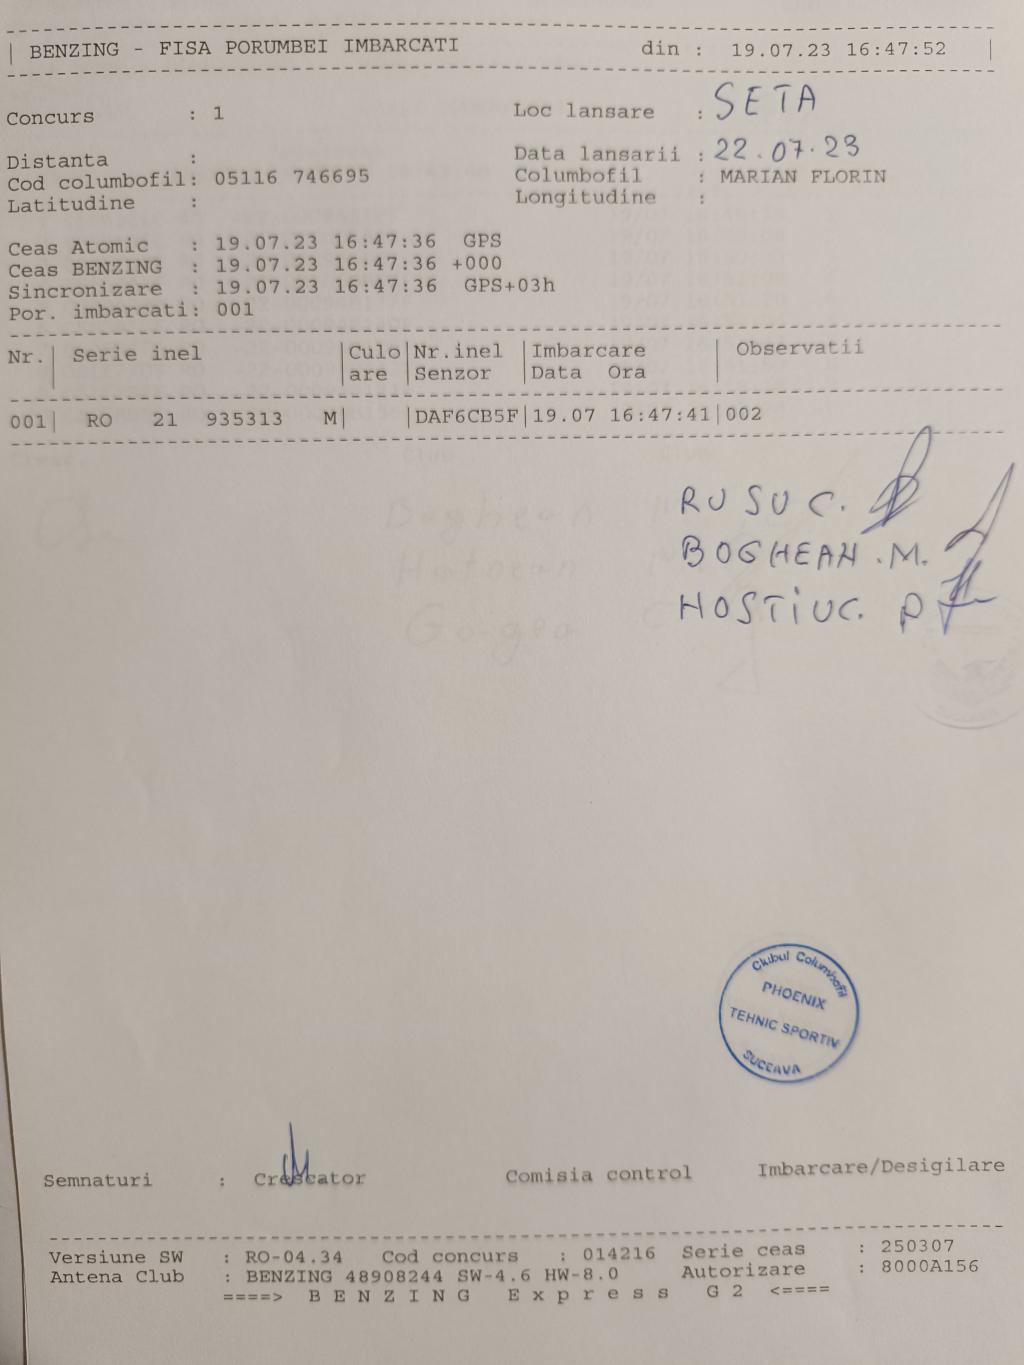 BENZING - FISA PORUMBEI IMBARCATI din : 19.07.23 16:47:52
Concurs : 1 Loc lansare : SETA
Distanta : Data lansarii : 22.07.23
Cod columbofil: 05116 746695 Columbofil : MARIAN FLORIN
Latitudine : Longitudine :
Ceas Atomic : 19.07.23 16:47:36 GPS
Ceas BENZING : 19.07.23 16:47:36 +000
Sincronizare : 19.07.23 16:47:36 GPS+03h
Por. imbarcati: 001
Nr.| Serie inel |Culo|Nr.inel |Imbarcare | Observatii
| |are |Senzor |Data Ora |
001| RO 21 935313 M| |DAF6CB5F|19.07 16:47:41|002
RUSU C.
BOGHEAN .M.
HOSTiUC. P
Clubul Columbofil
PHOENIX
TEHNIC SPORTIV
SUCEAVA
Semnaturi : Crescator Comisia control Imbarcare/Desigilare
Versiune SW : RO-04.34 Cod concurs : 014216 Serie ceas : 250307
Antena Club : BENZING 48908244 SW-4.6 HW-8.0 Autorizare : 8000A156
====> B E N Z I N G E x p r e s s G 2 <====